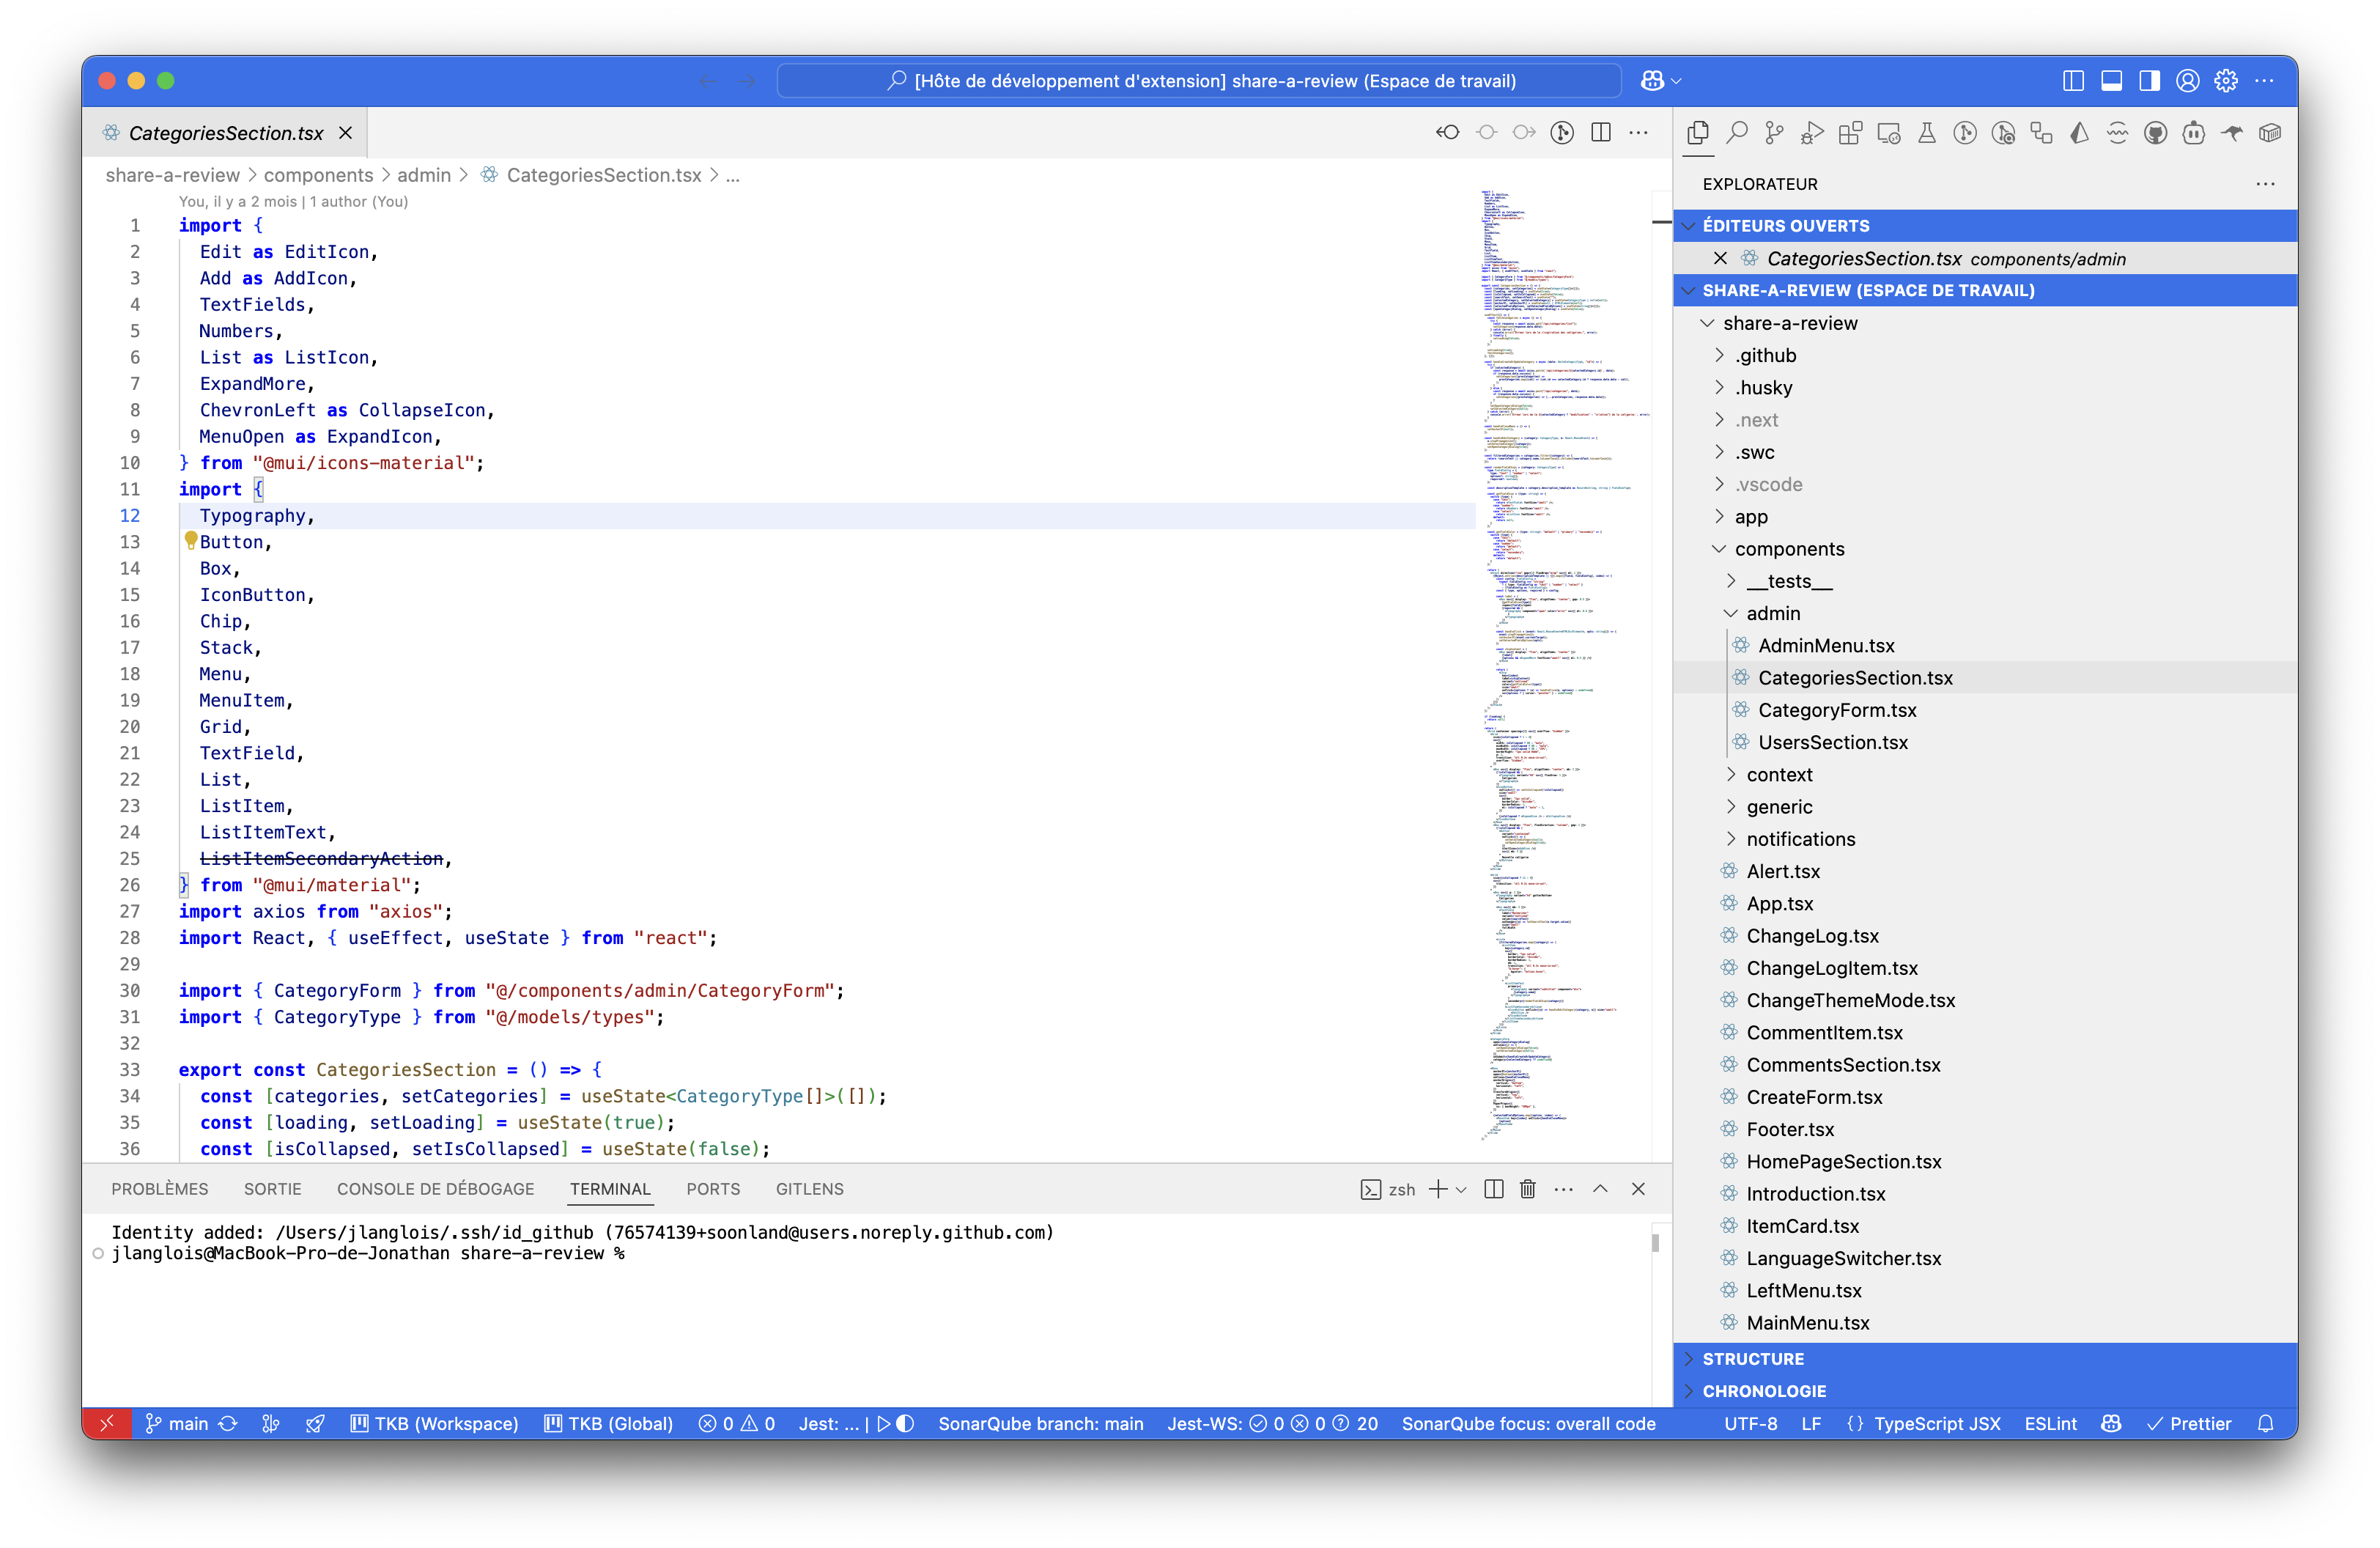 [Hôte de développement d'extension] share-a-review (Espace de travail)
CategoriesSection.tsx
share-a-review > components > admin > CategoriesSection.tsx > ...
You, il y a 2 mois | 1 author (You)
1 import {
2 Edit as EditIcon,
3 Add as AddIcon,
4 TextFields,
5 Numbers,
6 List as ListIcon,
7 ExpandMore,
8 ChevronLeft as CollapseIcon,
9 MenuOpen as ExpandIcon,
10 } from "@mui/icons-material";
11 import {
12 Typography,
13 Button,
14 Box,
15 IconButton,
16 Chip,
17 Stack,
18 Menu,
19 MenuItem,
20 Grid,
21 TextField,
22 List,
23 ListItem,
24 ListItemText,
25 ListItemSecondaryAction,
26 } from "@mui/material";
27 import axios from "axios";
28 import React, { useEffect, useState } from "react";
29
30 import { CategoryForm } from "@/components/admin/CategoryForm";
31 import { CategoryType } from "@/models/types";
32
33 export const CategoriesSection = () => {
34 const [categories, setCategories] = useState<CategoryType[]>([]);
35 const [loading, setLoading] = useState(true);
36 const [isCollapsed, setIsCollapsed] = useState(false);
PROBLÈMES SORTIE CONSOLE DE DÉBOGAGE TERMINAL PORTS GITLENS
zsh
Identity added: /Users/jlanglois/.ssh/id_github (76574139+soonland@users.noreply.github.com)
jlanglois@MacBook-Pro-de-Jonathan share-a-review %
EXPLORATEUR
ÉDITEURS OUVERTS
CategoriesSection.tsx components/admin
SHARE-A-REVIEW (ESPACE DE TRAVAIL)
share-a-review
.github
.husky
.next
.swc
.vscode
app
components
__tests__
admin
AdminMenu.tsx
CategoriesSection.tsx
CategoryForm.tsx
UsersSection.tsx
context
generic
notifications
Alert.tsx
App.tsx
ChangeLog.tsx
ChangeLogItem.tsx
ChangeThemeMode.tsx
CommentItem.tsx
CommentsSection.tsx
CreateForm.tsx
Footer.tsx
HomePageSection.tsx
Introduction.tsx
ItemCard.tsx
LanguageSwitcher.tsx
LeftMenu.tsx
MainMenu.tsx
STRUCTURE
CHRONOLOGIE
main TKB (Workspace) TKB (Global) 0 0 Jest: ... | SonarQube branch: main Jest-WS: 0 0 20 SonarQube focus: overall code UTF-8 LF {} TypeScript JSX ESLint Prettier